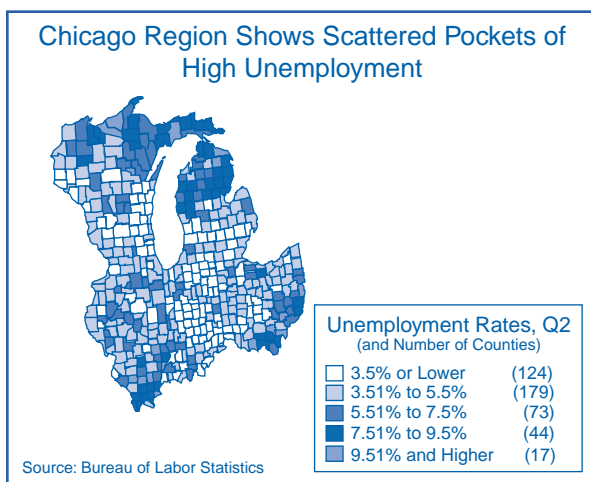 Chicago Region Shows Scattered Pockets of
High Unemployment
Unemployment Rates, Q2
(and Number of Counties)
3.5% or Lower (124)
3.51% to 5.5% (179)
5.51% to 7.5% (73)
7.51% to 9.5% (44)
9.51% and Higher (17)
Source: Bureau of Labor Statistics